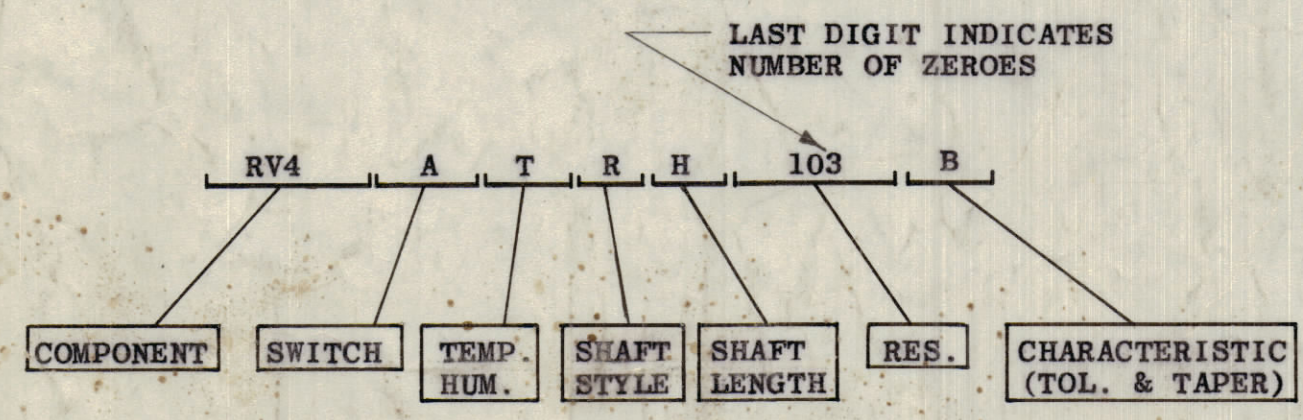 LAST DIGIT INDICATES
NUMBER OF ZEROES
RV4 A T R H 103 B
COMPONENT
SWITCH
TEMP.
HUM.
SHAFT
STYLE
SHAFT
LENGTH
RES.
CHARACTERISTIC
(TOL. & TAPER)